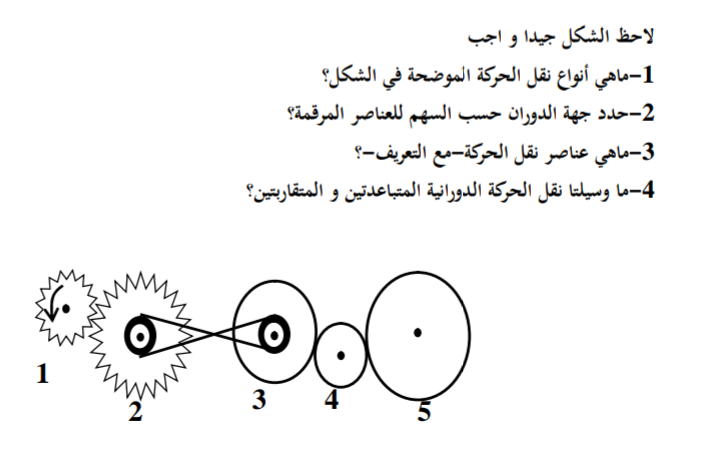 لاحظ الشكل جيدا و اجب
1-ماهي أنواع نقل الحركة الموضحة في الشكل؟
2-حدد جهة الدوران حسب السهم للعناصر المرقمة؟
3-ماهي عناصر نقل الحركة-مع التعريف-؟
4-ما وسيلتا نقل الحركة الدورانية المتباعدتين و المتقاربتين؟
1
2
3
4
5